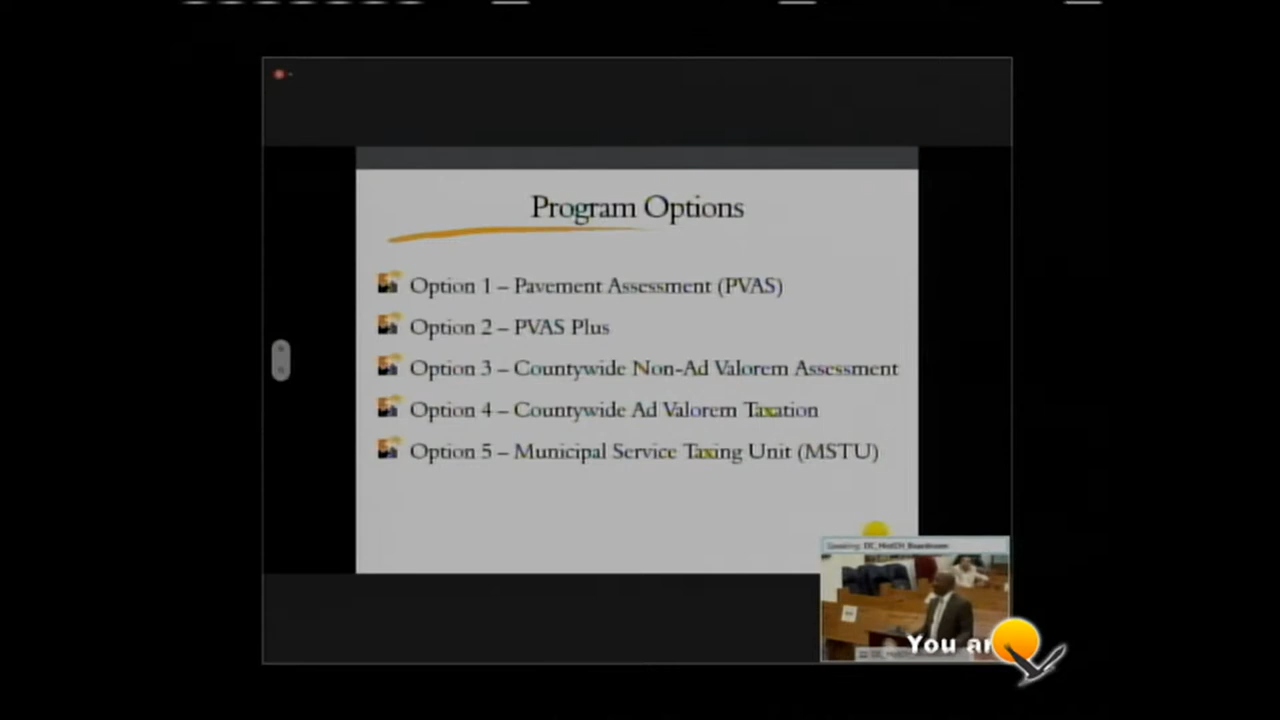 Program Options
Option 1 – Pavement Assessment (PVAS)
Option 2 – PVAS Plus
Option 3 – Countywide Non-Ad Valorem Assessment
Option 4 – Countywide Ad Valorem Taxation
Option 5 – Municipal Service Taxing Unit (MSTU)
Speaking:
You ar